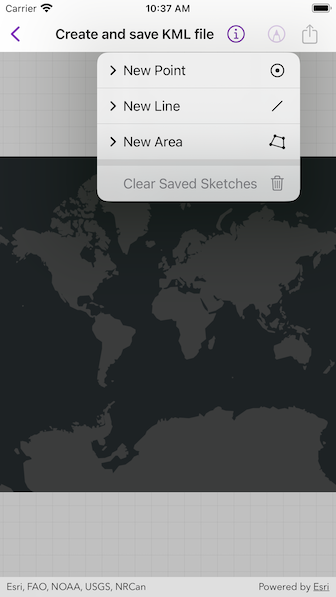 Carrier 10:37 AM
Create and save KML file
New Point
New Line
New Area
Clear Saved Sketches
Esri, FAO, NOAA, USGS, NRCan Powered by Esri